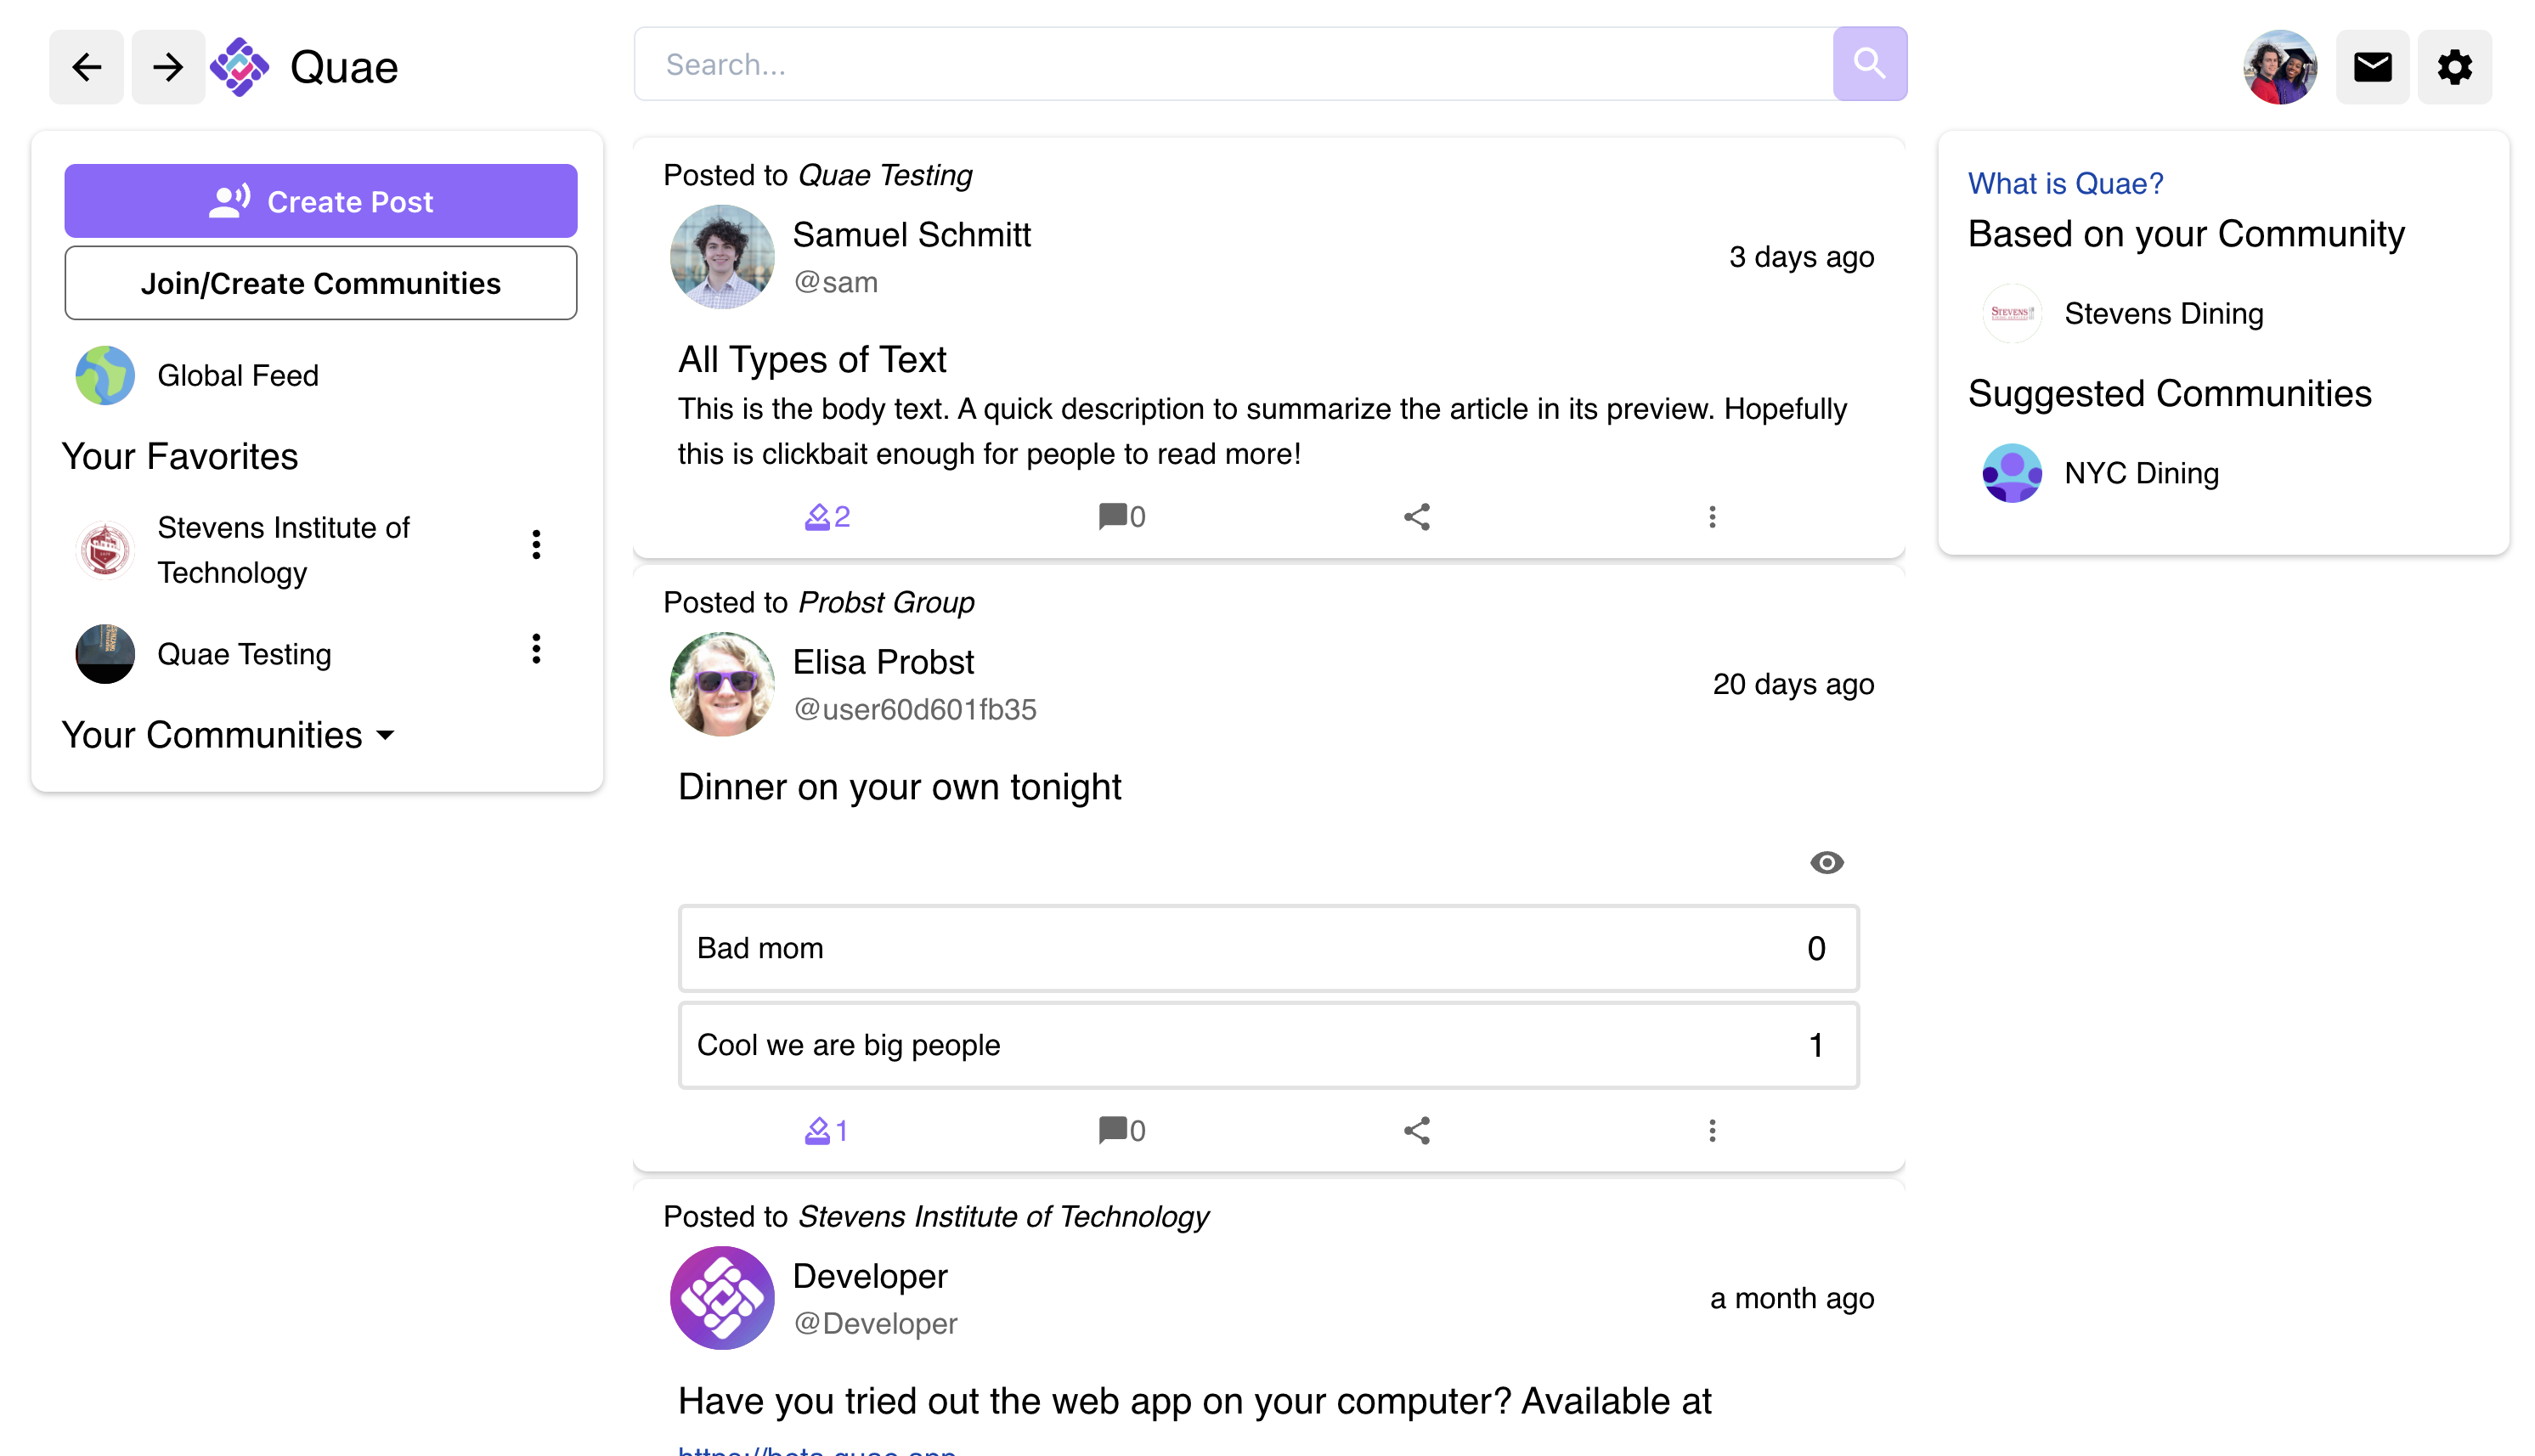 Quae
Search...
Create Post
Join/Create Communities
Global Feed
Your Favorites
Stevens Institute of
Technology
Quae Testing
Your Communities
Posted to Quae Testing
Samuel Schmitt
@sam
3 days ago
All Types of Text
This is the body text. A quick description to summarize the article in its preview. Hopefully
this is clickbait enough for people to read more!
2
0
Posted to Probst Group
Elisa Probst
@user60d601fb35
20 days ago
Dinner on your own tonight
Bad mom 0
Cool we are big people 1
1
0
Posted to Stevens Institute of Technology
Developer
@Developer
a month ago
Have you tried out the web app on your computer? Available at
https://beta.quae.app
What is Quae?
Based on your Community
STEVENS
Stevens Dining
Suggested Communities
NYC Dining